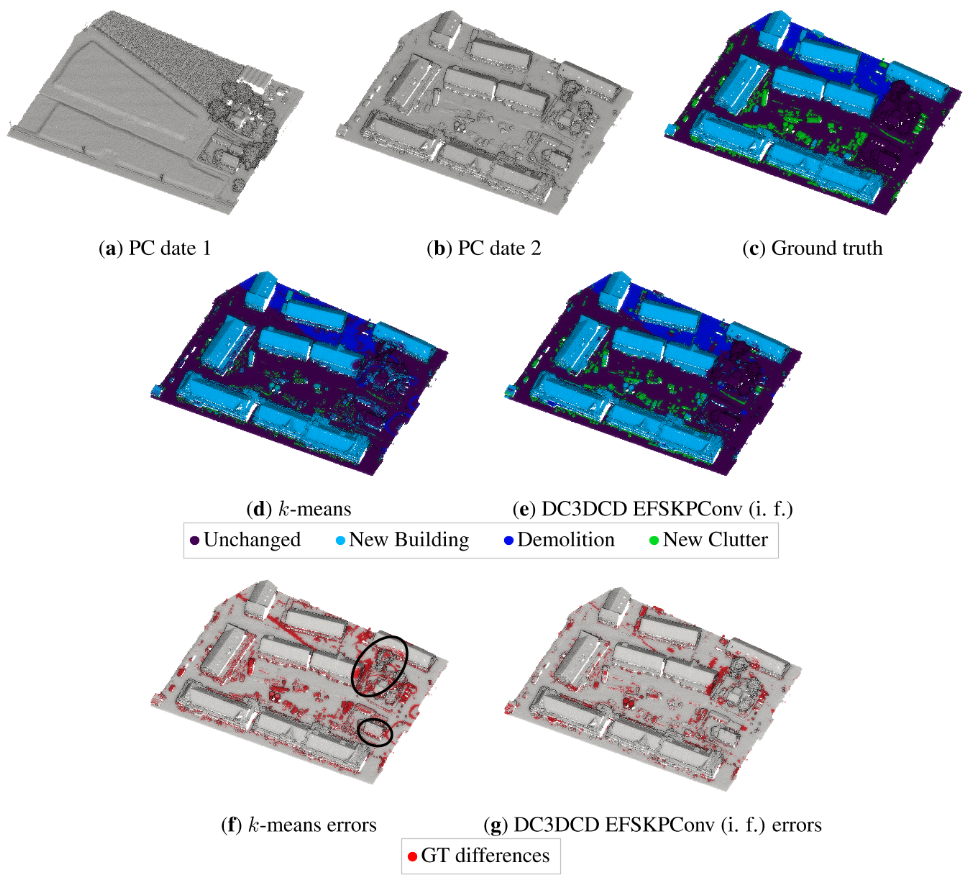 (a) PC date 1
(b) PC date 2
(c) Ground truth
(d) k-means
(e) DC3DCD EFSKPConv (i. f.)
Unchanged
New Building
Demolition
New Clutter
(f) k-means errors
(g) DC3DCD EFSKPConv (i. f.) errors
GT differences